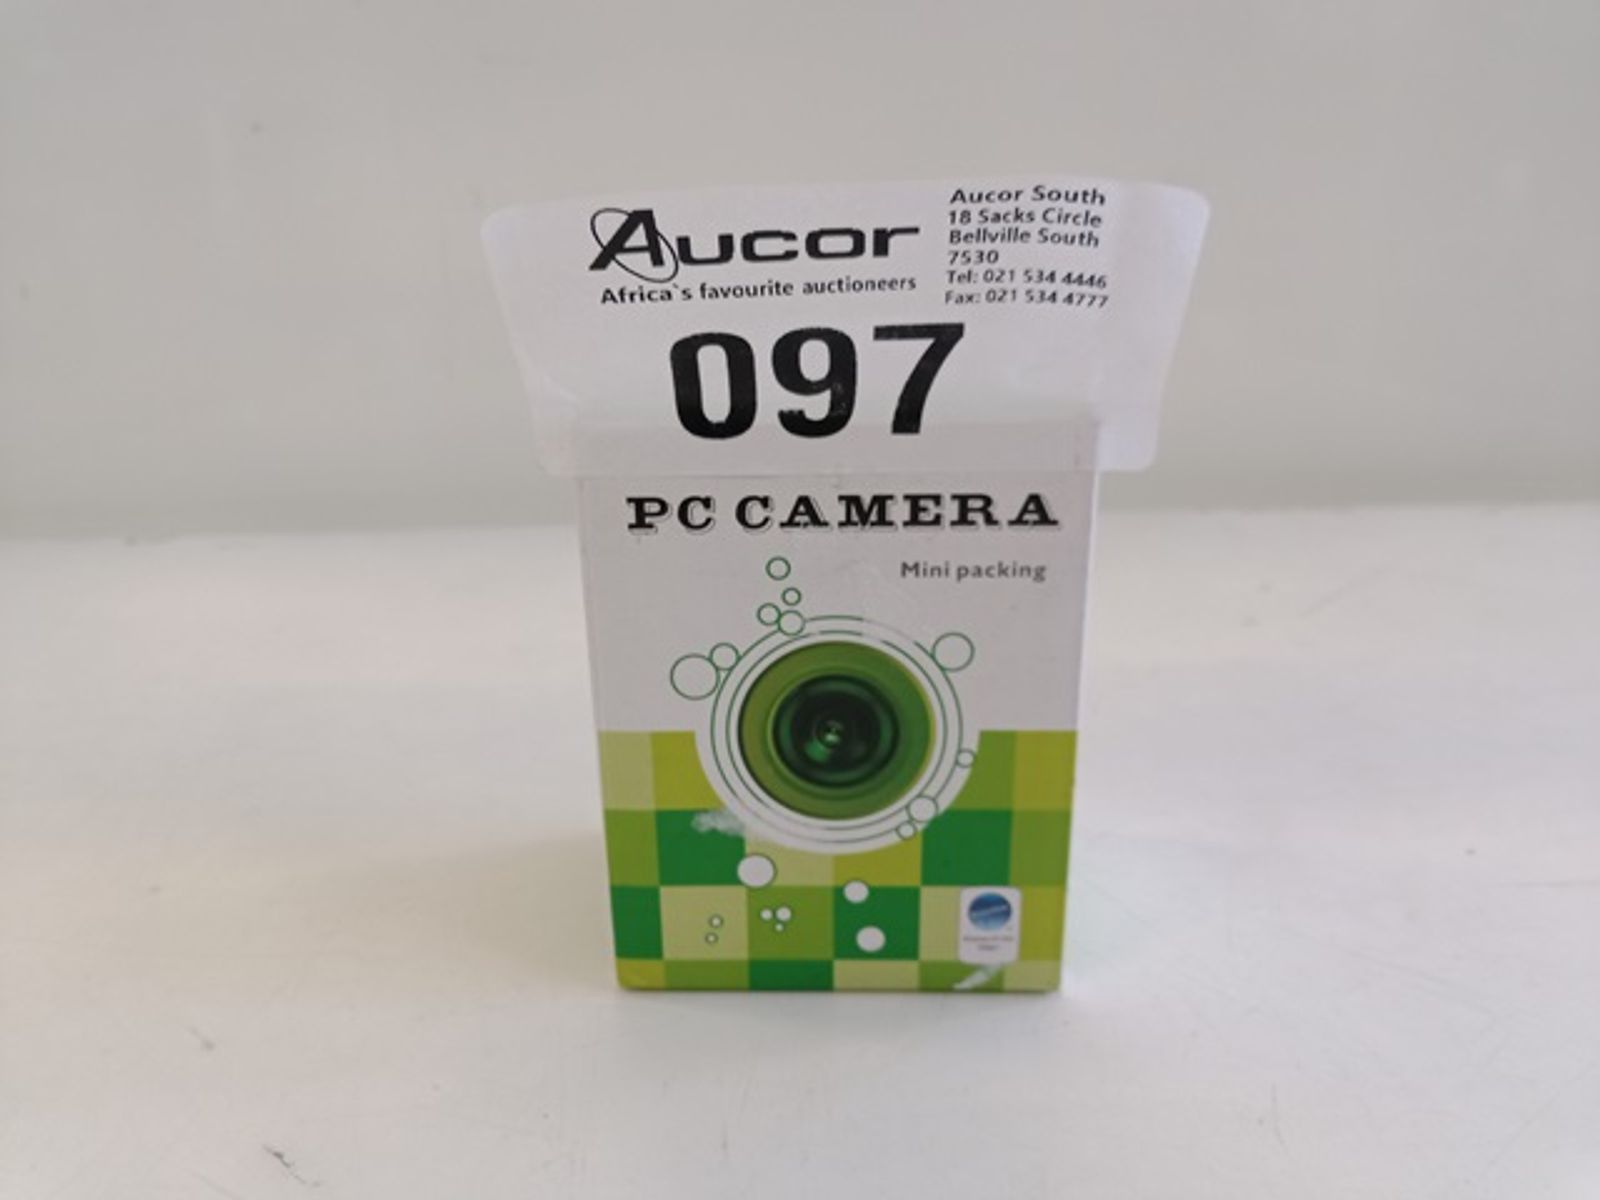 Aucor
Africa`s favourite auctioneers
Aucor South
18 Sacks Circle
Bellville South
7530
Tel: 021 534 4446
Fax: 021 534 4777
097
PC CAMERA
Mini packing